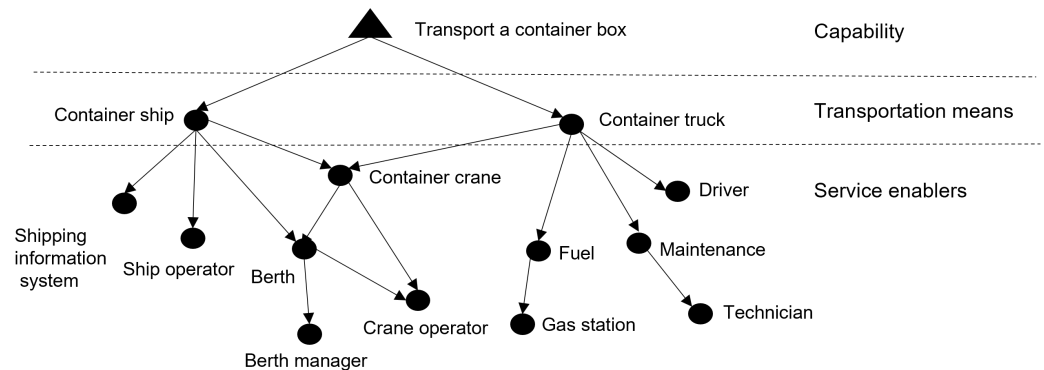 Transport a container box
Capability
Container ship
Container truck
Transportation means
Container crane
Driver
Service enablers
Shipping
information
system
Ship operator
Berth
Fuel
Maintenance
Crane operator
Gas station
Technician
Berth manager